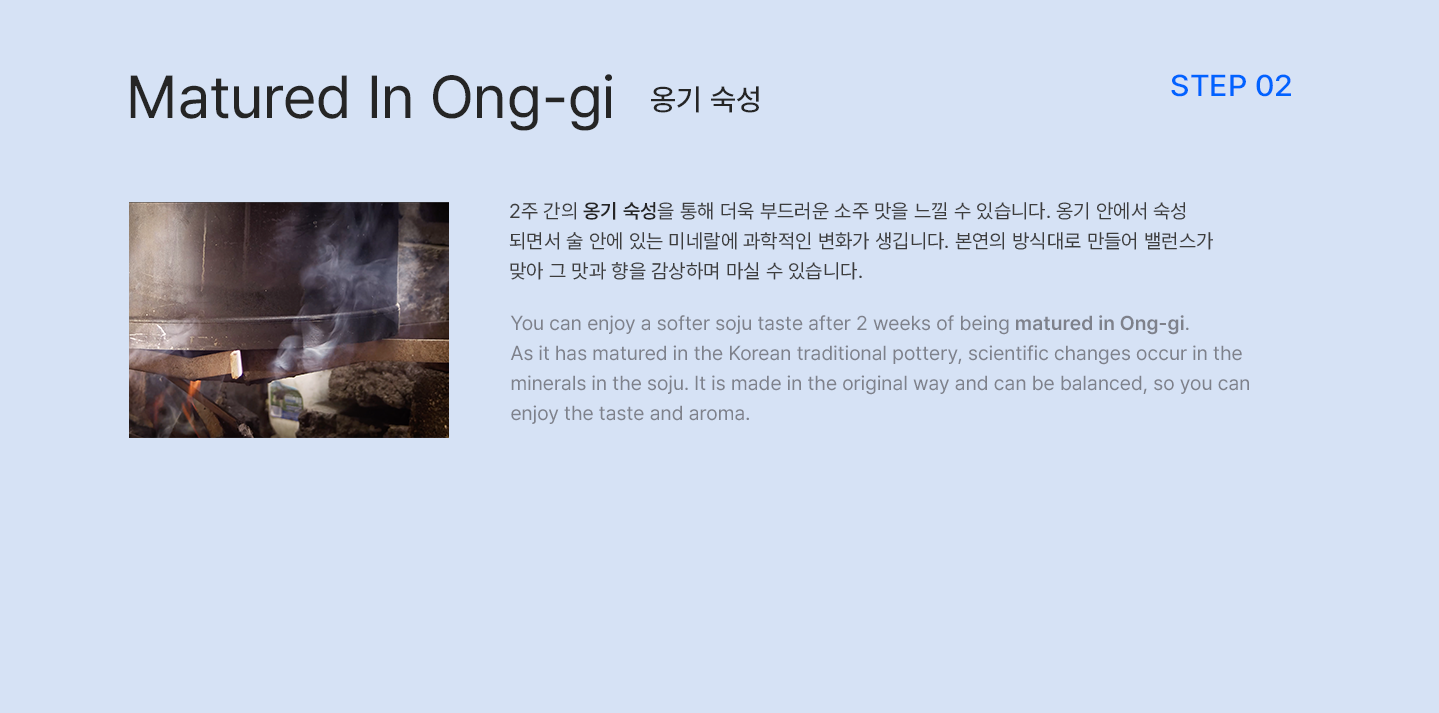 Matured In Ong-gi 옹기 숙성
STEP 02
2주 간의 옹기 숙성을 통해 더욱 부드러운 소주 맛을 느낄 수 있습니다. 옹기 안에서 숙성
되면서 술 안에 있는 미네랄에 과학적인 변화가 생깁니다. 본연의 방식대로 만들어 밸런스가
맞아 그 맛과 향을 감상하며 마실 수 있습니다.
You can enjoy a softer soju taste after 2 weeks of being matured in Ong-gi.
As it has matured in the Korean traditional pottery, scientific changes occur in the
minerals in the soju. It is made in the original way and can be balanced, so you can
enjoy the taste and aroma.